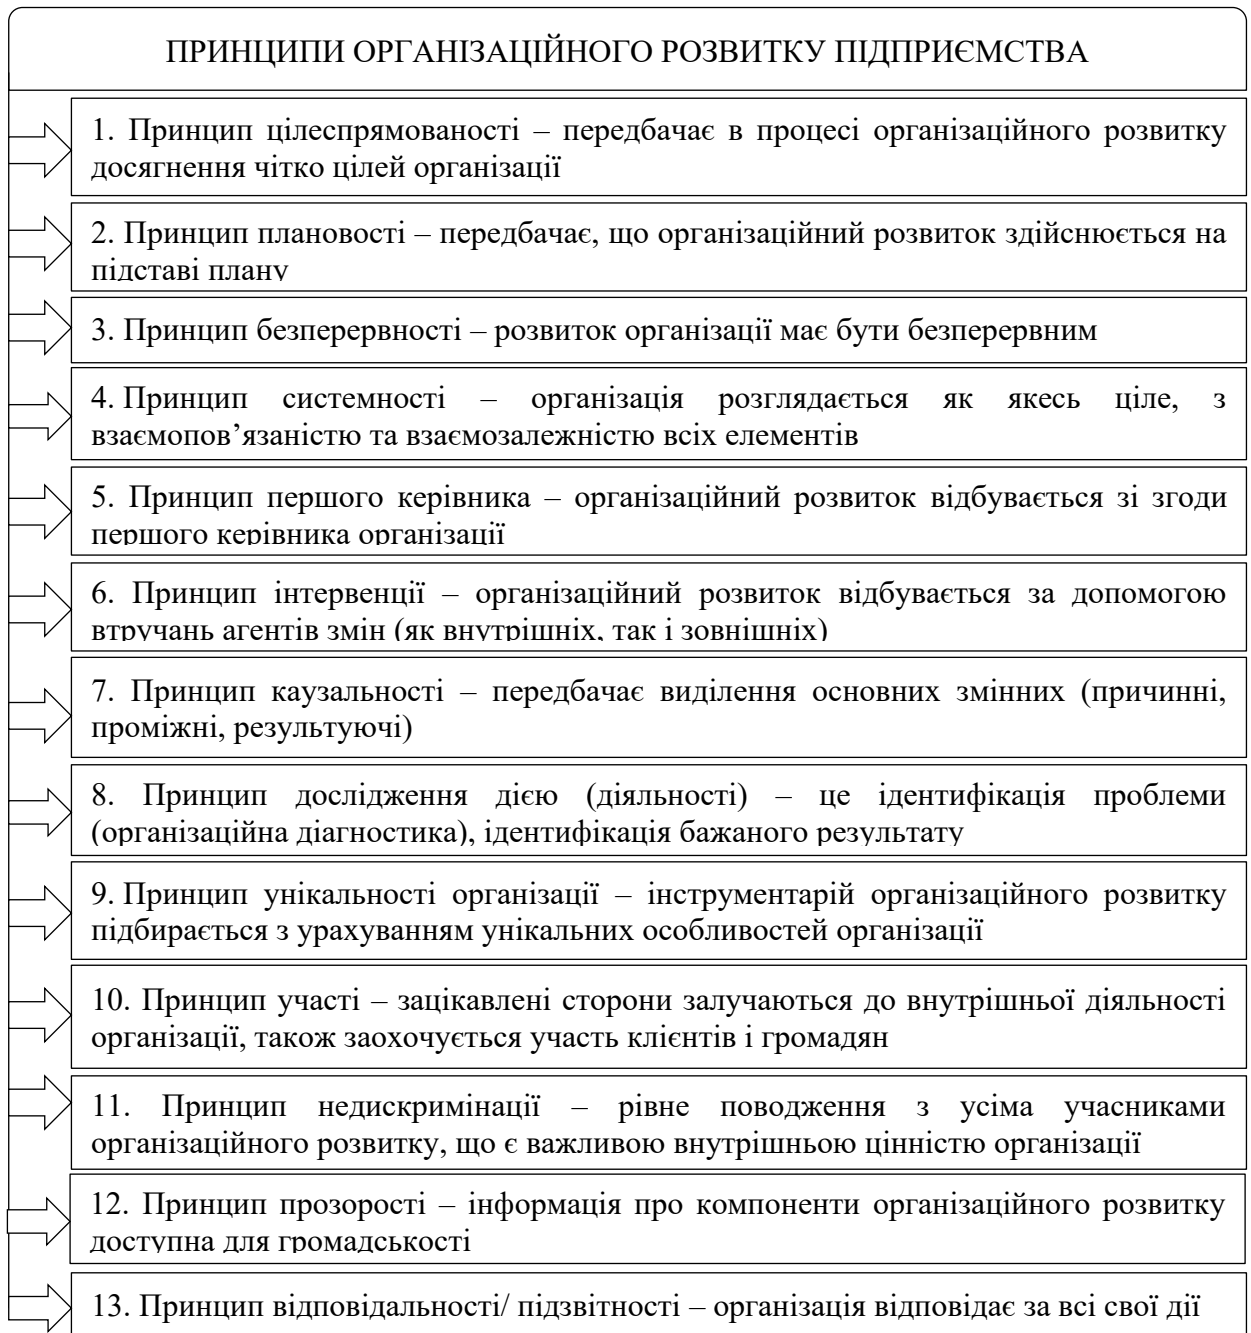 ПРИНЦИПИ ОРГАНІЗАЦІЙНОГО РОЗВИТКУ ПІДПРИЄМСТВА
1. Принцип цілеспрямованості – передбачає в процесі організаційного розвитку
досягнення чітко цілей організації
2. Принцип плановості – передбачає, що організаційний розвиток здійснюється на
підставі плану
3. Принцип безперервності – розвиток організації має бути безперервним
4. Принцип системності – організація розглядається як якесь ціле, з
взаємопов’язаністю та взаємозалежністю всіх елементів
5. Принцип першого керівника – організаційний розвиток відбувається зі згоди
першого керівника організації
6. Принцип інтервенції – організаційний розвиток відбувається за допомогою
втручань агентів змін (як внутрішніх, так і зовнішніх)
7. Принцип каузальності – передбачає виділення основних змінних (причинні,
проміжні, результуючі)
8. Принцип дослідження дією (діяльності) – це ідентифікація проблеми
(організаційна діагностика), ідентифікація бажаного результату
9. Принцип унікальності організації – інструментарій організаційного розвитку
підбирається з урахуванням унікальних особливостей організації
10. Принцип участі – зацікавлені сторони залучаються до внутрішньої діяльності
організації, також заохочується участь клієнтів і громадян
11. Принцип недискримінації – рівне поводження з усіма учасниками
організаційного розвитку, що є важливою внутрішньою цінністю організації
12. Принцип прозорості – інформація про компоненти організаційного розвитку
доступна для громадськості
13. Принцип відповідальності/ підзвітності – організація відповідає за всі свої дії